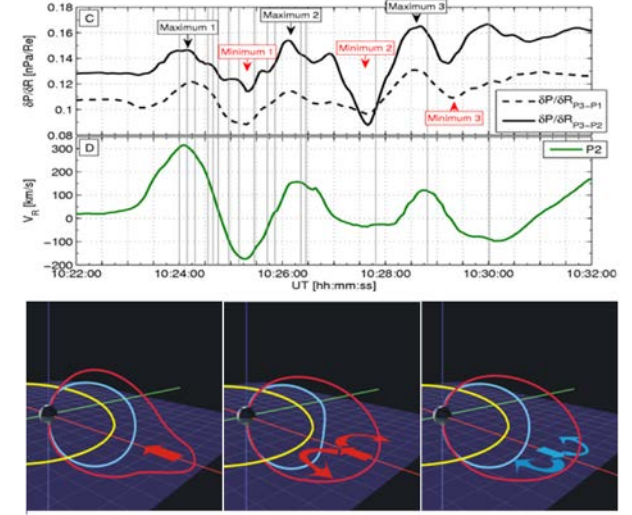 0.18
C
Maximum 1
Maximum 2
Maximum 3
0.16
Minimum 1
Minimum 2
0.14
0.12
0.1
0.08
δP/δR [nPa/Re]
Minimum 3
δP/δR P3-P1
δP/δR P3-P2
D
P2
300
200
100
0
-100
-200
V_R [km/s]
10:22:00 10:24:00 10:26:00 10:28:00 10:30:00 10:32:00
UT [hh:mm:ss]